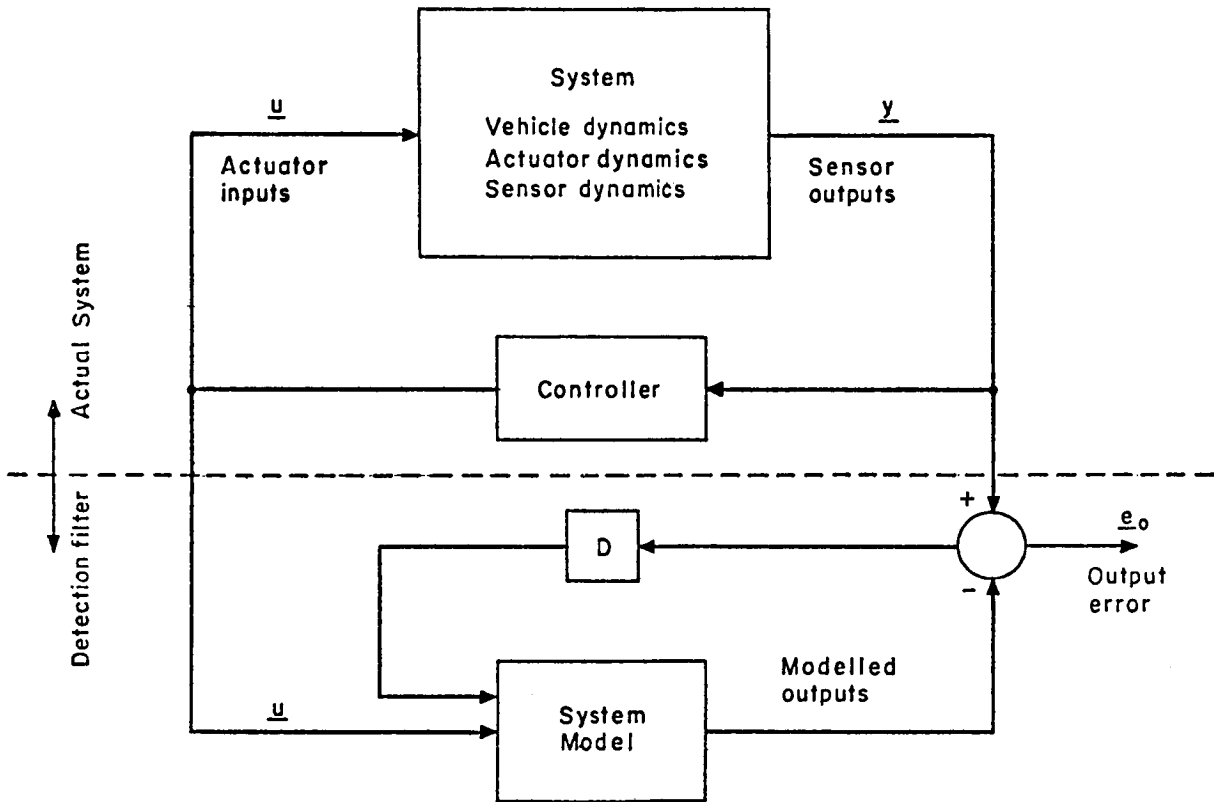 System
Vehicle dynamics
Actuator dynamics
Sensor dynamics
u
Actuator
inputs
y
Sensor
outputs
Actual System
Controller
Detection filter
D
+
-
e₀
Output
error
u
System
Model
Modelled
outputs